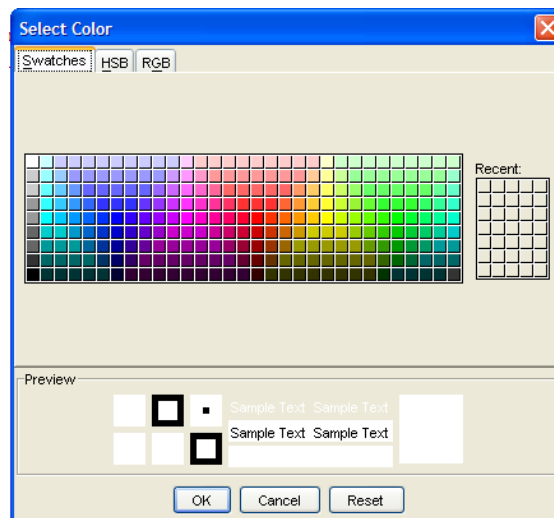 Select Color
Swatches HSB RGB
Recent:
Preview
Sample Text Sample Text
Sample Text Sample Text
OK Cancel Reset